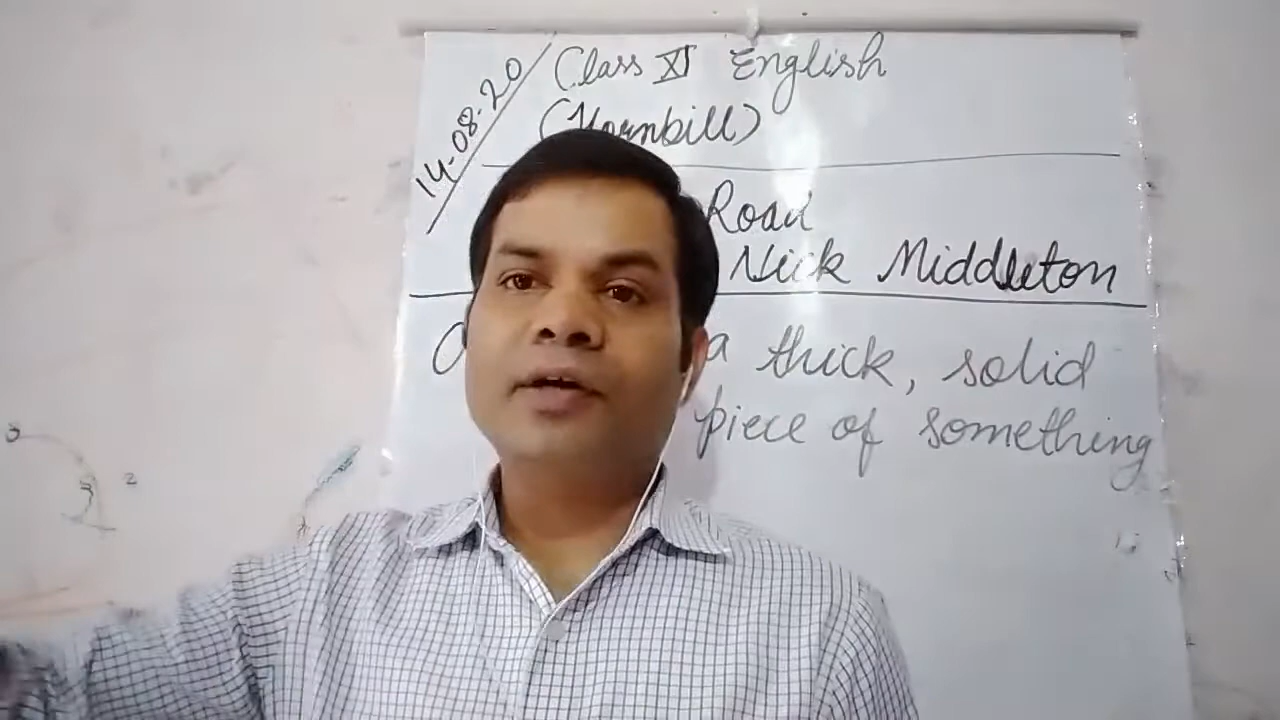 14-08-20
Class XI English
(Hornbill)
Road
Nick Middleton
a thick, solid
piece of something